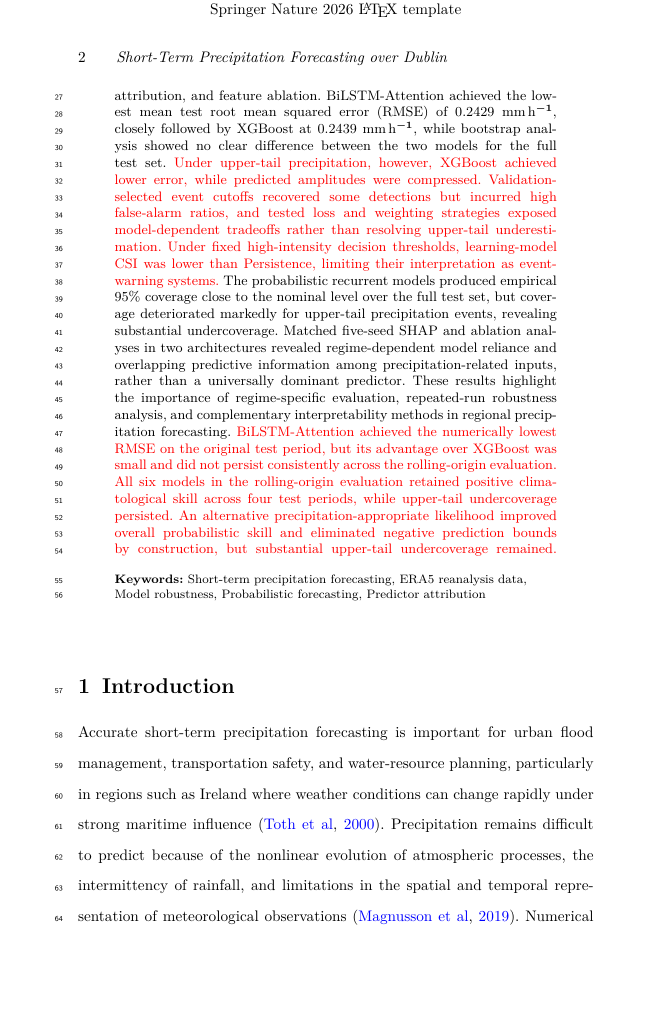 Springer Nature 2026 LATEX template
2 Short-Term Precipitation Forecasting over Dublin
27 attribution, and feature ablation. BiLSTM-Attention achieved the low-
28 est mean test root mean squared error (RMSE) of 0.2429 mm h−1,
29 closely followed by XGBoost at 0.2439 mm h−1, while bootstrap anal-
30 ysis showed no clear difference between the two models for the full
31 test set. Under upper-tail precipitation, however, XGBoost achieved
32 lower error, while predicted amplitudes were compressed. Validation-
33 selected event cutoffs recovered some detections but incurred high
34 false-alarm ratios, and tested loss and weighting strategies exposed
35 model-dependent tradeoffs rather than resolving upper-tail underesti-
36 mation. Under fixed high-intensity decision thresholds, learning-model
37 CSI was lower than Persistence, limiting their interpretation as event-
38 warning systems. The probabilistic recurrent models produced empirical
39 95% coverage close to the nominal level over the full test set, but cover-
40 age deteriorated markedly for upper-tail precipitation events, revealing
41 substantial undercoverage. Matched five-seed SHAP and ablation anal-
42 yses in two architectures revealed regime-dependent model reliance and
43 overlapping predictive information among precipitation-related inputs,
44 rather than a universally dominant predictor. These results highlight
45 the importance of regime-specific evaluation, repeated-run robustness
46 analysis, and complementary interpretability methods in regional precip-
47 itation forecasting. BiLSTM-Attention achieved the numerically lowest
48 RMSE on the original test period, but its advantage over XGBoost was
49 small and did not persist consistently across the rolling-origin evaluation.
50 All six models in the rolling-origin evaluation retained positive clima-
51 tological skill across four test periods, while upper-tail undercoverage
52 persisted. An alternative precipitation-appropriate likelihood improved
53 overall probabilistic skill and eliminated negative prediction bounds
54 by construction, but substantial upper-tail undercoverage remained.
55 Keywords: Short-term precipitation forecasting, ERA5 reanalysis data,
56 Model robustness, Probabilistic forecasting, Predictor attribution
57 1 Introduction
58 Accurate short-term precipitation forecasting is important for urban flood
59 management, transportation safety, and water-resource planning, particularly
60 in regions such as Ireland where weather conditions can change rapidly under
61 strong maritime influence (Toth et al, 2000). Precipitation remains difficult
62 to predict because of the nonlinear evolution of atmospheric processes, the
63 intermittency of rainfall, and limitations in the spatial and temporal repre-
64 sentation of meteorological observations (Magnusson et al, 2019). Numerical